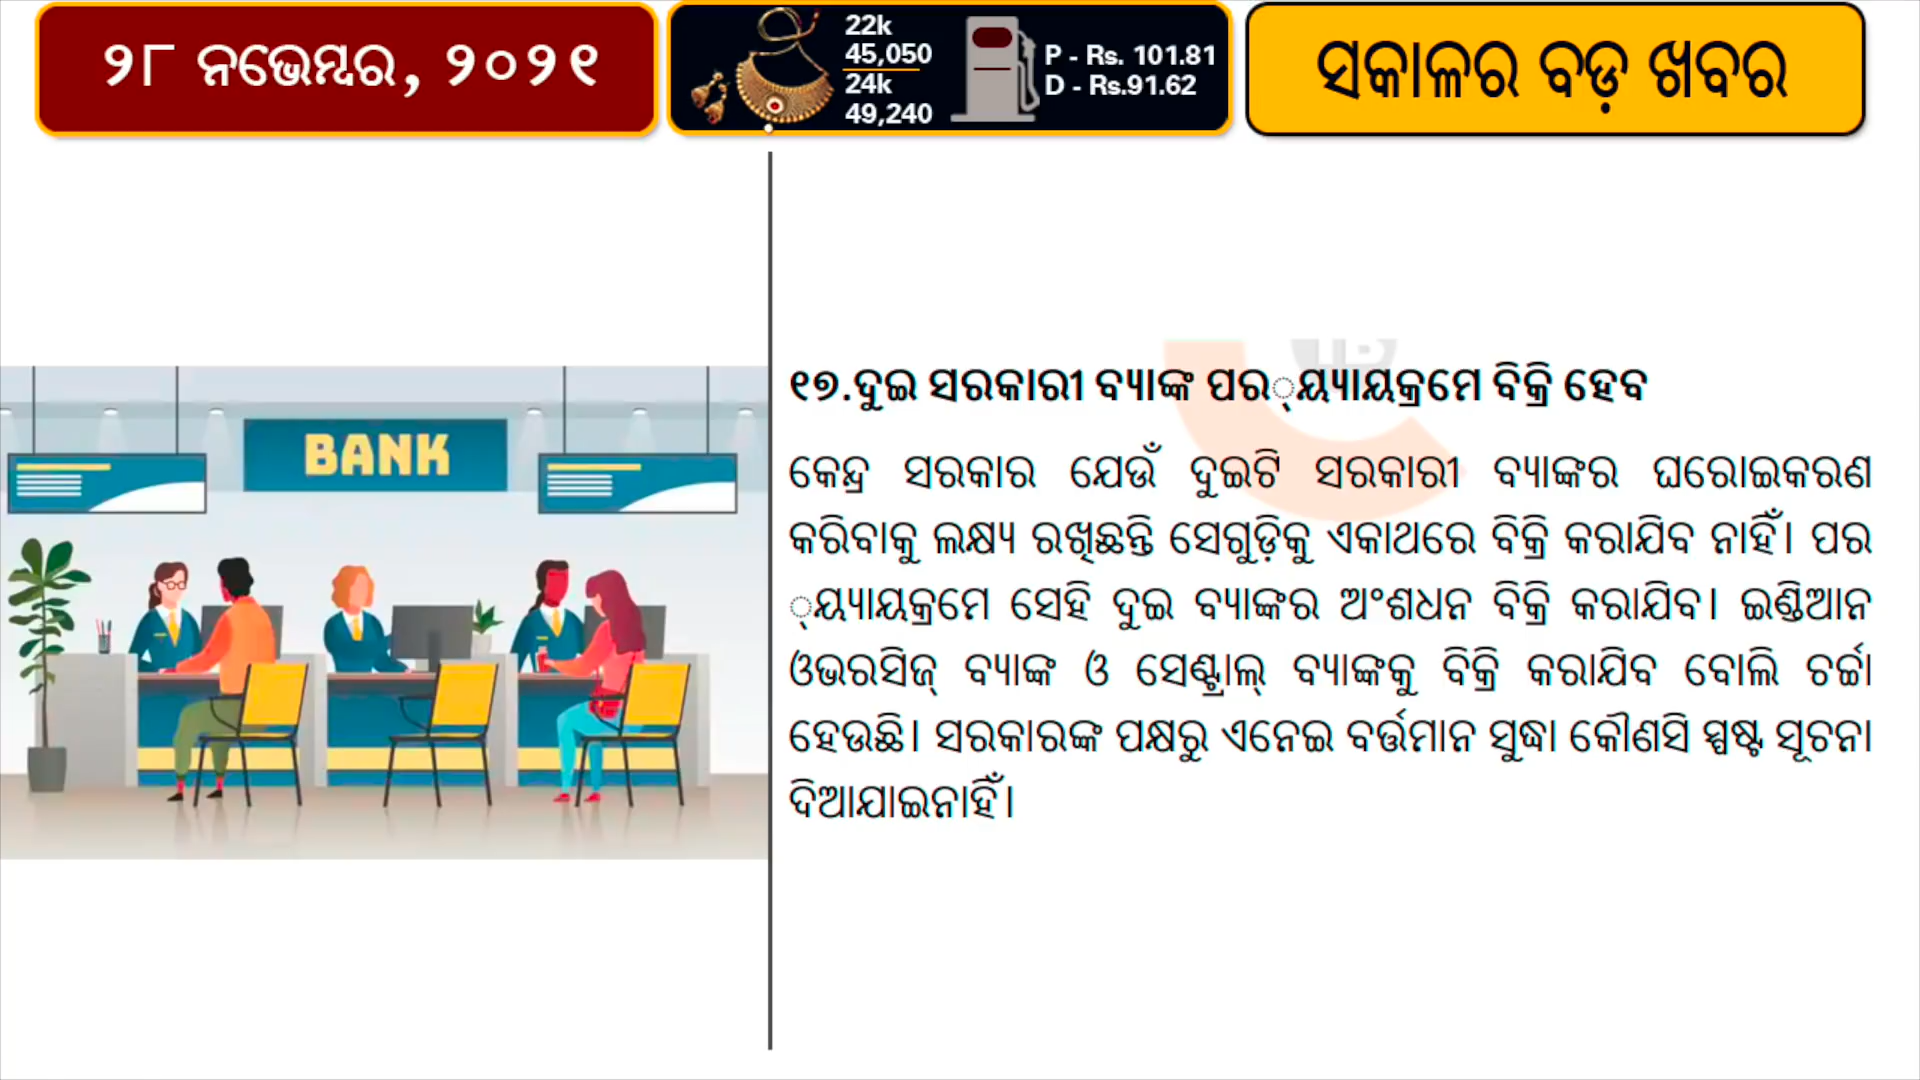 ୨୮ ନଭେମ୍ବର, ୨୦୨୧
22k
45,050
24k
49,240
P - Rs. 101.81
D - Rs.91.62
ସକାଳର ବଡ଼ ଖବର
BANK
୧୭.ଦୁଇ ସରକାରୀ ବ୍ୟାଙ୍କ ପର୍‍ୟ୍ୟାୟକ୍ରମେ ବିକ୍ରି ହେବ
କେନ୍ଦ୍ର ସରକାର ଯେଉଁ ଦୁଇଟି ସରକାରୀ ବ୍ୟାଙ୍କର ଘରୋଇକରଣ
କରିବାକୁ ଲକ୍ଷ୍ୟ ରଖିଛନ୍ତି ସେଗୁଡ଼ିକୁ ଏକାଥରେ ବିକ୍ରି କରାଯିବ ନାହିଁ। ପର
୍ୟ୍ୟାୟକ୍ରମେ ସେହି ଦୁଇ ବ୍ୟାଙ୍କର ଅଂଶଧନ ବିକ୍ରି କରାଯିବ। ଇଣ୍ଡିଆନ
ଓଭରସିଜ୍ ବ୍ୟାଙ୍କ ଓ ସେଣ୍ଟ୍ରାଲ୍ ବ୍ୟାଙ୍କକୁ ବିକ୍ରି କରାଯିବ ବୋଲି ଚର୍ଚ୍ଚା
ହେଉଛି। ସରକାରଙ୍କ ପକ୍ଷରୁ ଏନେଇ ବର୍ତ୍ତମାନ ସୁଦ୍ଧା କୌଣସି ସ୍ପଷ୍ଟ ସୂଚନା
ଦିଆଯାଇନାହିଁ।